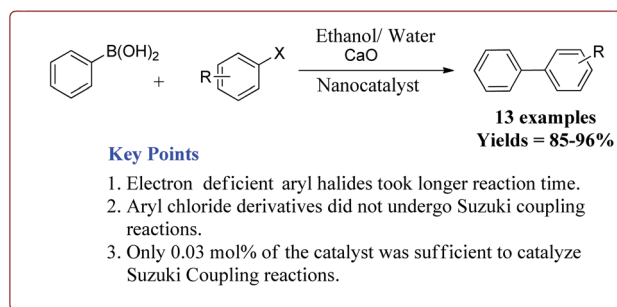 B(OH)₂
+
R
X
Ethanol/ Water
CaO
Nanocatalyst
R
13 examples
Yields = 85-96%
Key Points
1. Electron deficient aryl halides took longer reaction time.
2. Aryl chloride derivatives did not undergo Suzuki coupling
reactions.
3. Only 0.03 mol% of the catalyst was sufficient to catalyze
Suzuki Coupling reactions.